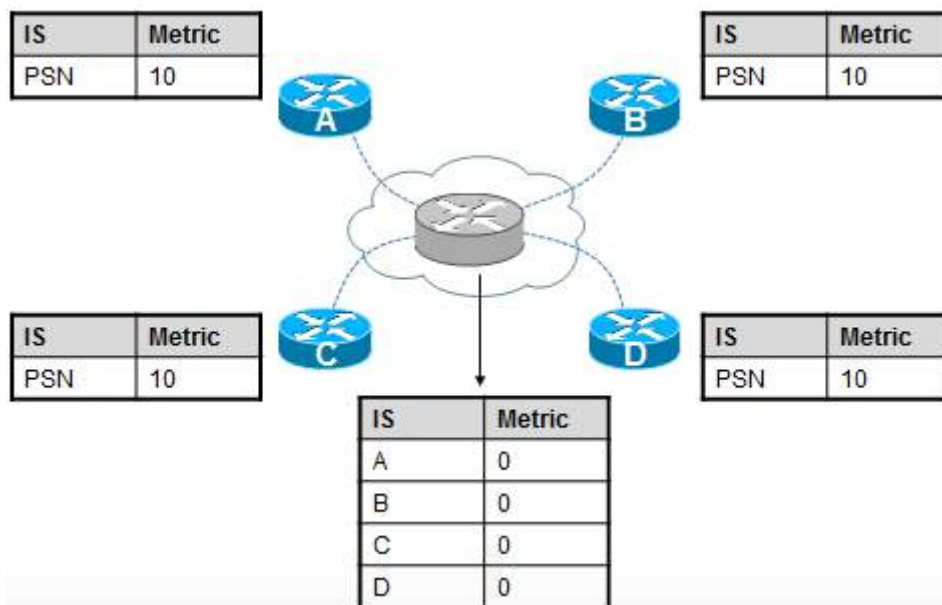 IS Metric
PSN 10
IS Metric
PSN 10
A
B
IS Metric
PSN 10
C
D
IS Metric
PSN 10
IS Metric
A 0
B 0
C 0
D 0